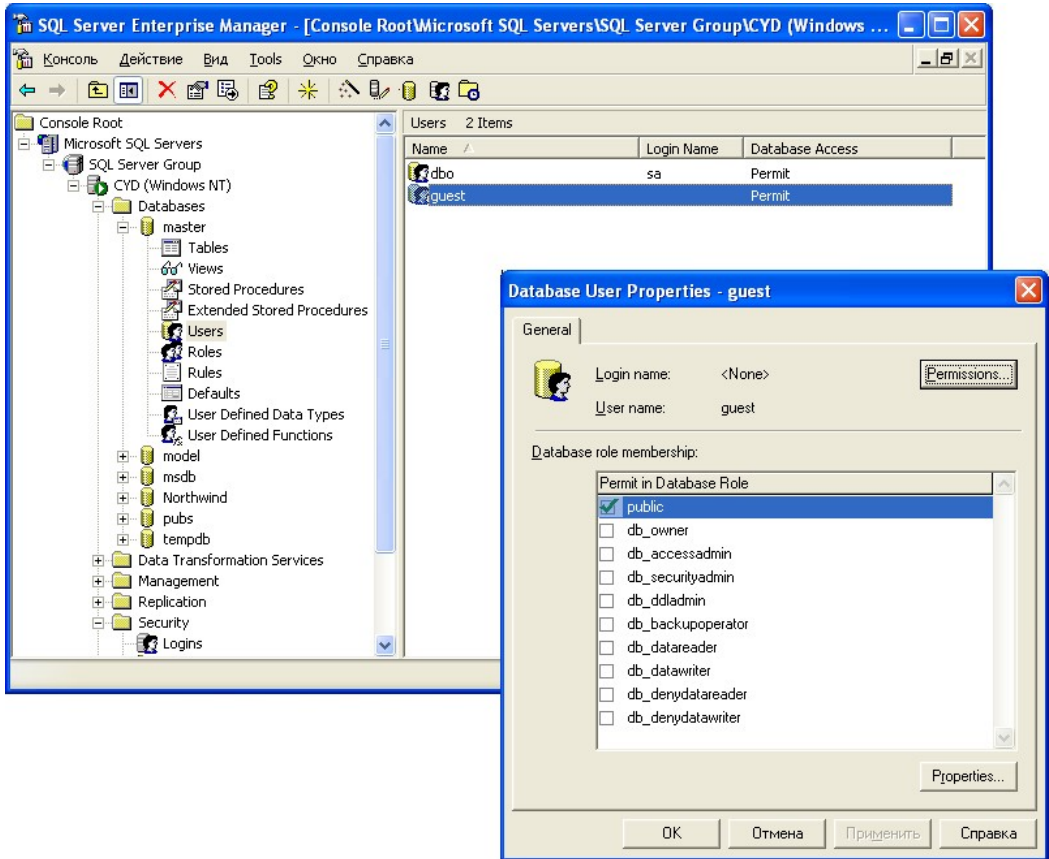 SQL Server Enterprise Manager - [Console Root\Microsoft SQL Servers\SQL Server Group\CYD (Windows ...
Консоль Действие Вид Tools Окно Справка
Console Root
Microsoft SQL Servers
SQL Server Group
CYD (Windows NT)
Databases
master
Tables
Views
Stored Procedures
Extended Stored Procedures
Users
Roles
Rules
Defaults
User Defined Data Types
User Defined Functions
model
msdb
Northwind
pubs
tempdb
Data Transformation Services
Management
Replication
Security
Logins
Users 2 Items
Name Login Name Database Access
dbo sa Permit
guest Permit
Database User Properties - guest
General
Login name: <None> Permissions...
User name: guest
Database role membership:
Permit in Database Role
public
db_owner
db_accessadmin
db_securityadmin
db_ddladmin
db_backupoperator
db_datareader
db_datawriter
db_denydatareader
db_denydatawriter
Properties...
OK Отмена Применить Справка